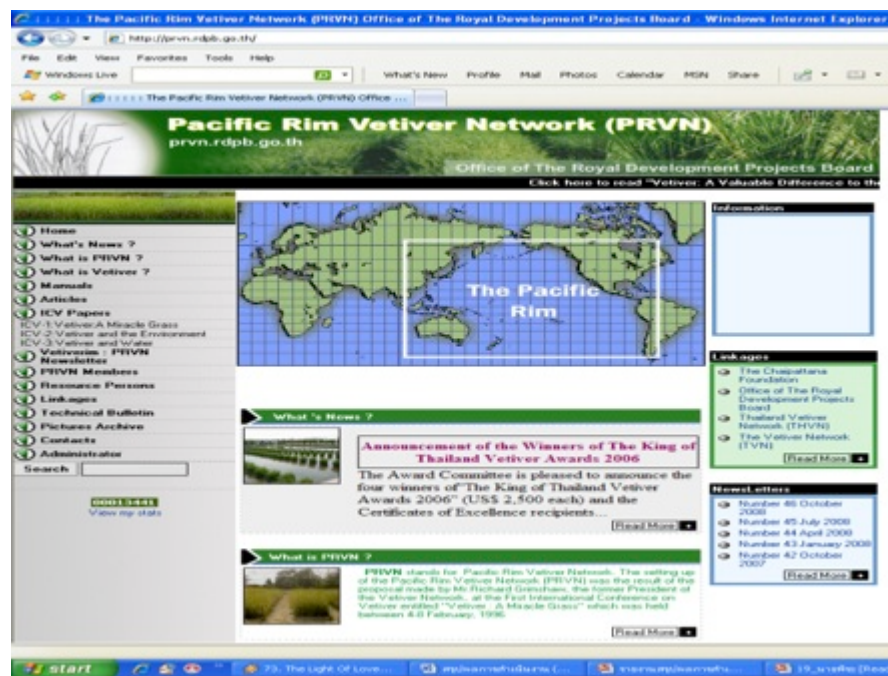 The Pacific Rim Vetiver Network (PRVN) Office of The Royal Development Projects Board - Windows Internet Explorer
http://prvn.rdpb.go.th/
File Edit View Favorites Tools Help
Windows Live What's New Profile Mail Photos Calendar MSN Share
The Pacific Rim Vetiver Network (PRVN) Office ...
Pacific Rim Vetiver Network (PRVN)
prvn.rdpb.go.th
Office of The Royal Development Projects Board
Click here to read "Vetiver: A Valuable Difference to the
Home
What's News ?
What is PRVN ?
What is Vetiver ?
Manuals
Articles
ICV Papers
ICV-1:Vetiver:A Miracle Grass
ICV-2:Vetiver and the Environment
ICV-3:Vetiver and Water
Vetiverim : PRVN
Newsletter
PRVN Members
Resource Persons
Linkages
Technical Bulletin
Pictures Archive
Contacts
Administrator
Search
00013441
View my stats
The Pacific
Rim
What 's News ?
Announcement of the Winners of The King of
Thailand Vetiver Awards 2006
The Award Committee is pleased to announce the
four winners of "The King of Thailand Vetiver
Awards 2006" (US$ 2,500 each) and the
Certificates of Excellence recipients...
Read More
What is PRVN ?
PRVN stands for Pacific Rim Vetiver Network. The setting up
of the Pacific Rim Vetiver Network (PRVN) was the result of the
proposal made by Mr.Richard Grimshaw, the former President of
the Vetiver Network, at the First International Conference on
Vetiver entitled "Vetiver : A Miracle Grass" which was held
between 4-8 February, 1996
Read More
Information
Linkages
The Chaipattana
Foundation
Office of The Royal
Development Projects
Board
Thailand Vetiver
Network (THVN)
The Vetiver Network
(TVN)
Read More
NewsLetters
Number 46 October
2008
Number 45 July 2008
Number 44 April 2008
Number 43 January 2008
Number 42 October
2007
Read More
start 73. The Light Of Love...